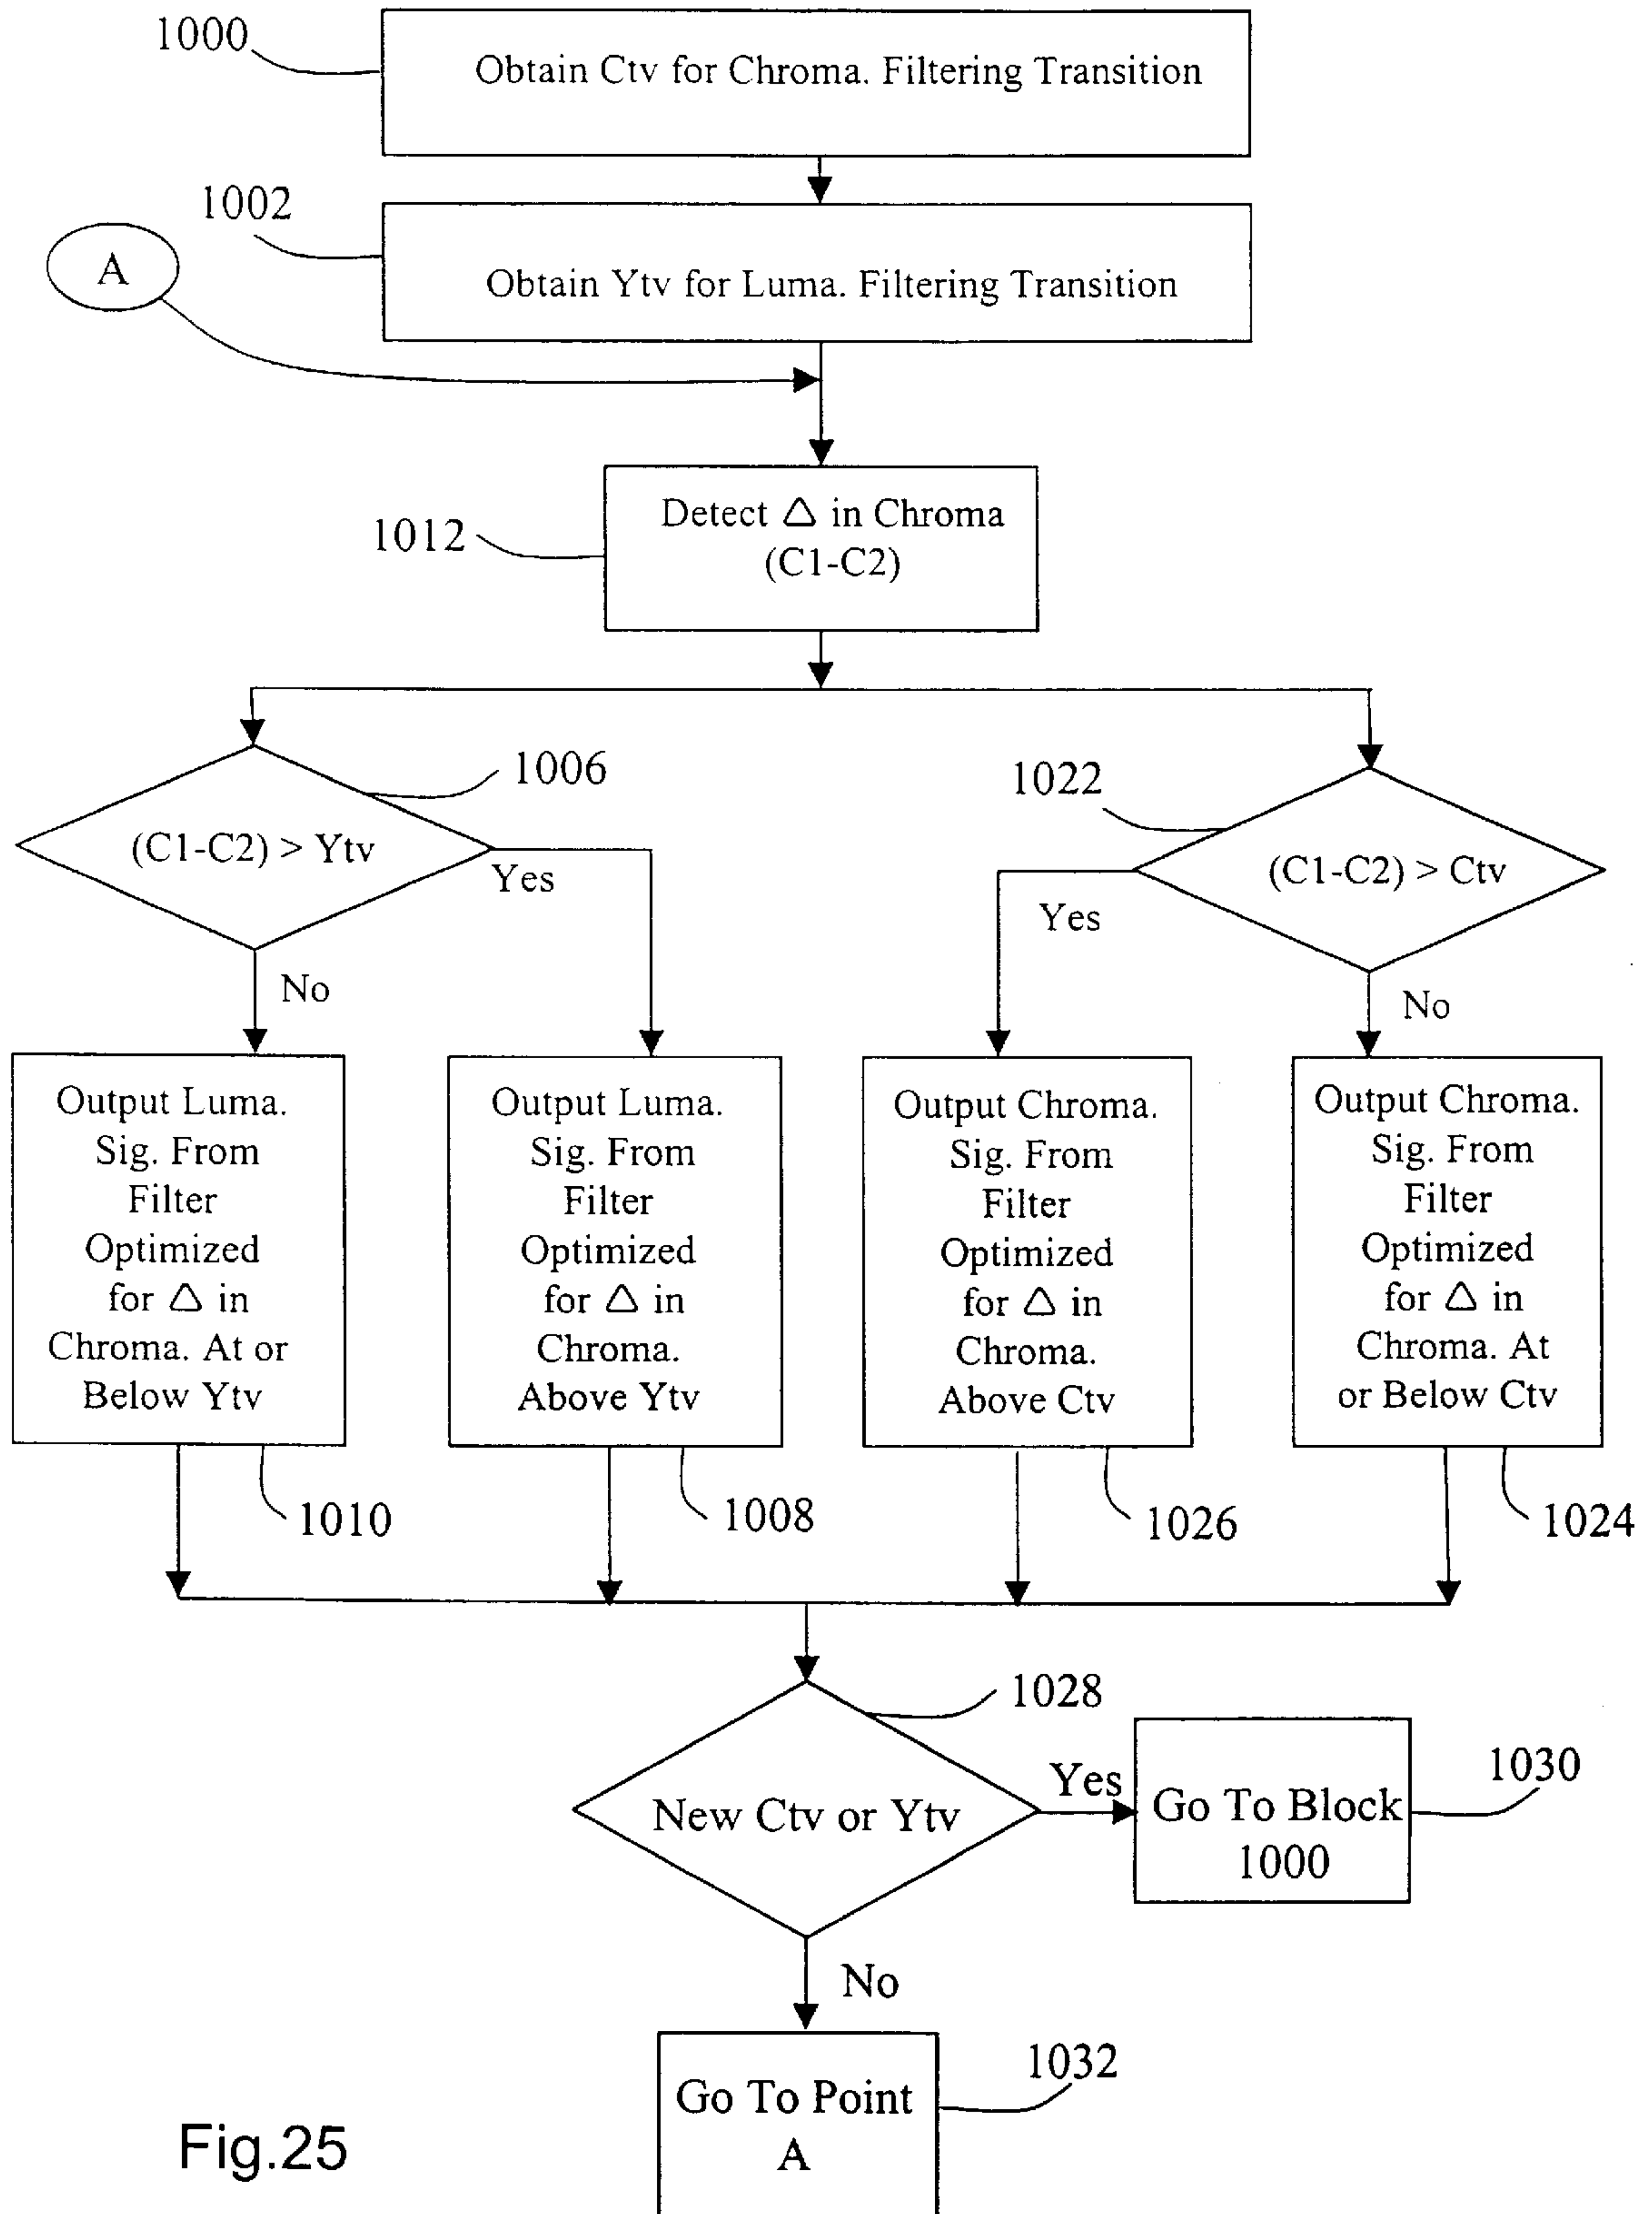 1000
Obtain Ctv for Chroma. Filtering Transition
1002
A
Obtain Ytv for Luma. Filtering Transition
1012
Detect △ in Chroma
(C1-C2)
1006
(C1-C2) > Ytv
Yes
No
1022
(C1-C2) > Ctv
Yes
No
Output Luma.
Sig. From
Filter
Optimized
for △ in
Chroma. At or
Below Ytv
1010
Output Luma.
Sig. From
Filter
Optimized
for △ in
Chroma.
Above Ytv
1008
Output Chroma.
Sig. From
Filter
Optimized
for △ in
Chroma.
Above Ctv
1026
Output Chroma.
Sig. From
Filter
Optimized
for △ in
Chroma. At
or Below Ctv
1024
1028
New Ctv or Ytv
Yes
Go To Block
1000
1030
No
Go To Point
A
1032
Fig.25